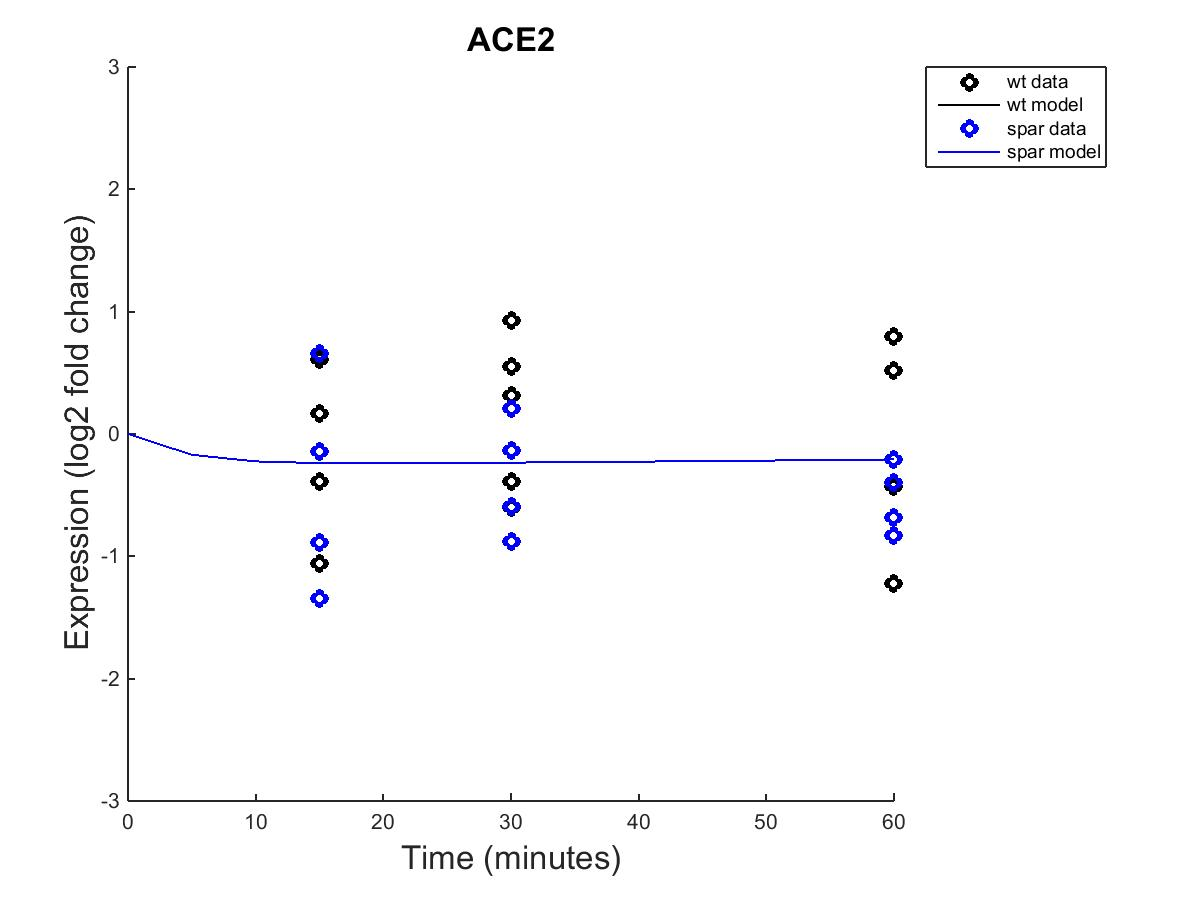 ACE2
3
2
1
0
-1
-2
-3
Expression (log2 fold change)
0 10 20 30 40 50 60
Time (minutes)
wt data
wt model
spar data
spar model